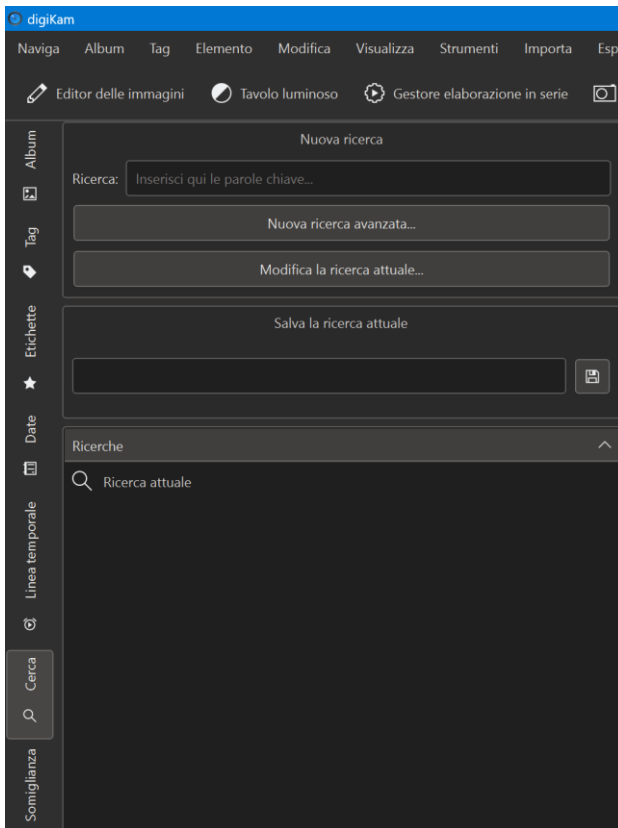 digiKam
Naviga Album Tag Elemento Modifica Visualizza Strumenti Importa Esp
Editor delle immagini Tavolo luminoso Gestore elaborazione in serie
Album
Tag
Etichette
Date
Linea temporale
Cerca
Somiglianza
Nuova ricerca
Ricerca: Inserisci qui le parole chiave...
Nuova ricerca avanzata...
Modifica la ricerca attuale...
Salva la ricerca attuale
Ricerche
Ricerca attuale